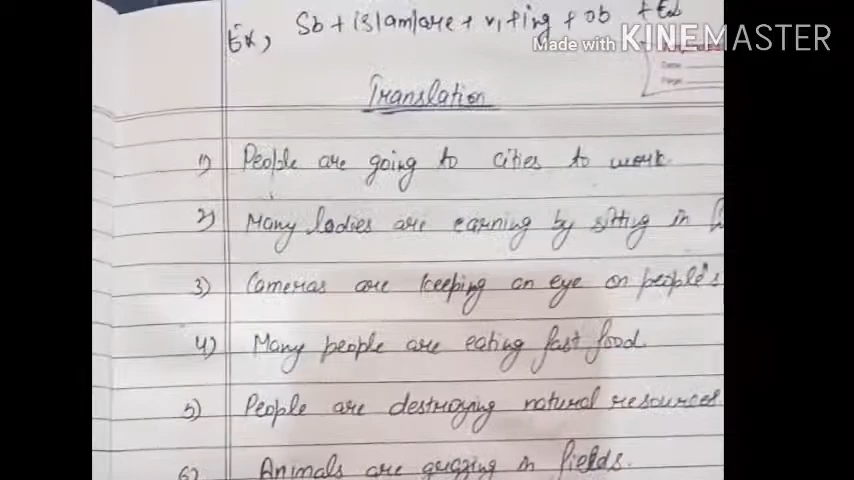 Ex, Sb + is|am|are + v₁ + ing + ob +
Made with KINEMASTER
Translation
1) People are going to cities to work.
2) Many ladies are earning by sitting in
3) Cameras are keeping an eye on people's
4) Many people are eating fast food.
5) People are destroying natural resources
6) Animals are grazing in fields.